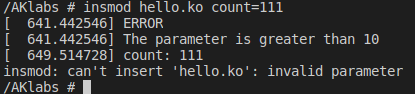 /AKlabs # insmod hello.ko count=111
[  641.442546] ERROR
[  641.442546] The parameter is greater than 10
[  649.514728] count: 111
insmod: can't insert 'hello.ko': invalid parameter
/AKlabs #